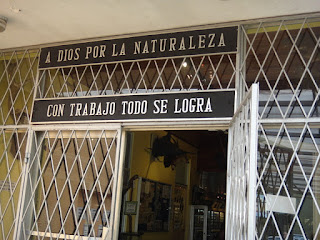 A DIOS POR LA NATURALEZA
CON TRABAJO TODO SE LOGRA